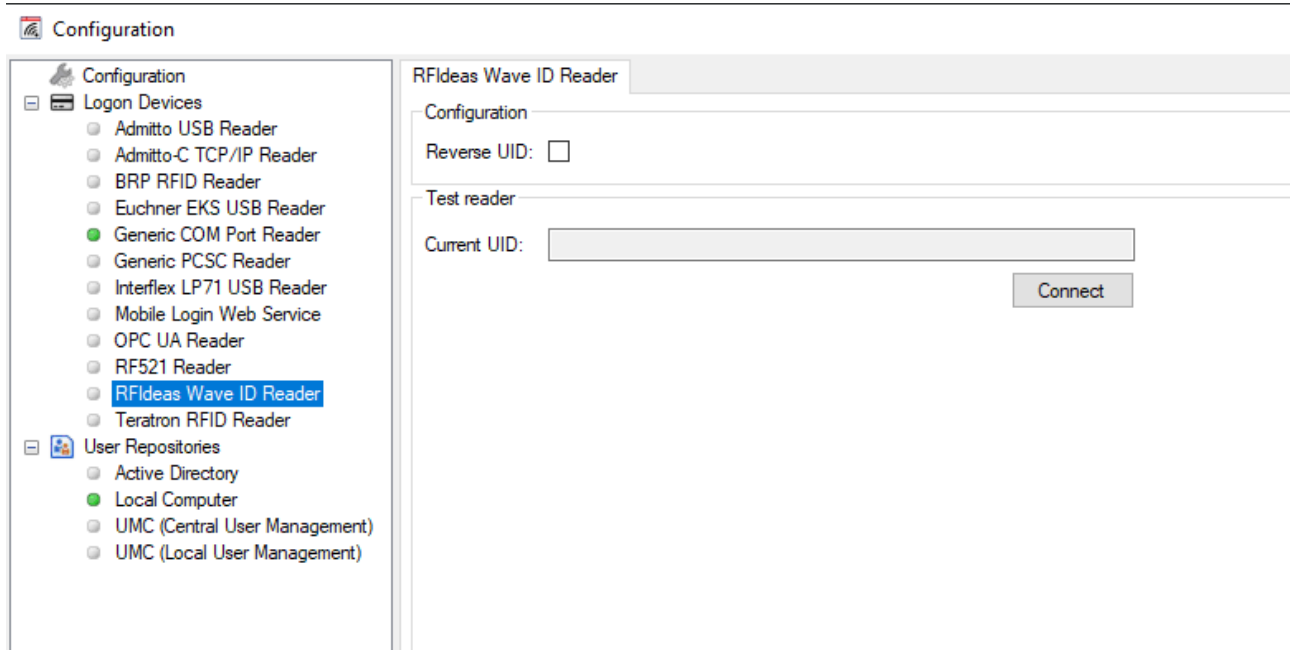 Configuration
Configuration
Logon Devices
Admitto USB Reader
Admitto-C TCP/IP Reader
BRP RFID Reader
Euchner EKS USB Reader
Generic COM Port Reader
Generic PCSC Reader
Interflex LP71 USB Reader
Mobile Login Web Service
OPC UA Reader
RF521 Reader
RFIdeas Wave ID Reader
Teratron RFID Reader
User Repositories
Active Directory
Local Computer
UMC (Central User Management)
UMC (Local User Management)
RFIdeas Wave ID Reader
Configuration
Reverse UID:
Test reader
Current UID:
Connect